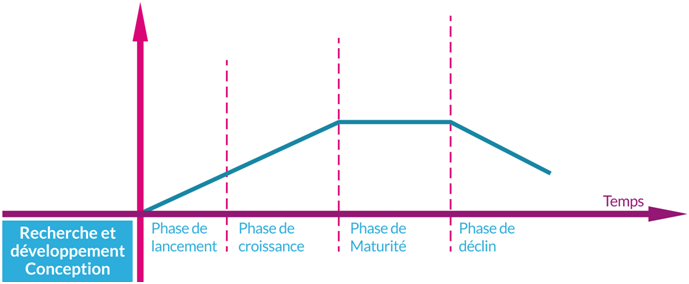 Temps
Recherche et
développement
Conception
Phase de
lancement
Phase de
croissance
Phase de
Maturité
Phase de
déclin